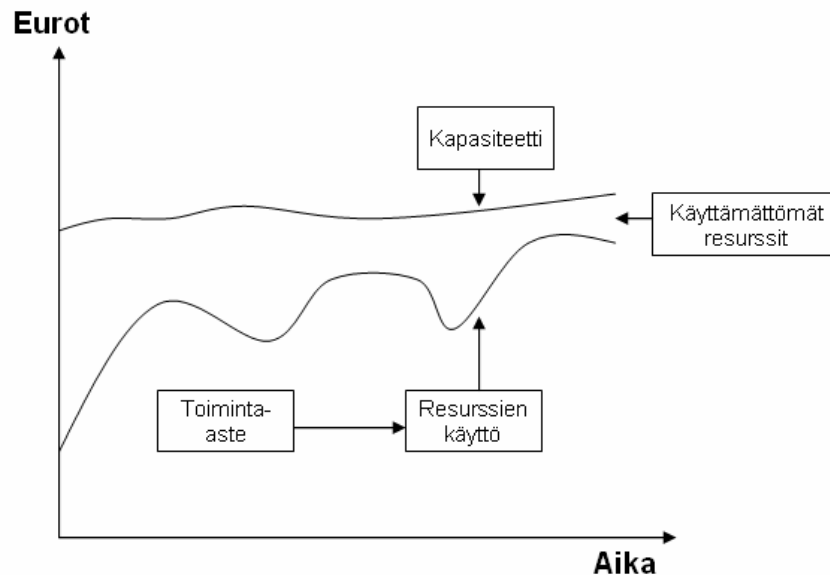 Eurot
Kapasiteetti
Käyttämättömät
resurssit
Toiminta-
aste
Resurssien
käyttö
Aika